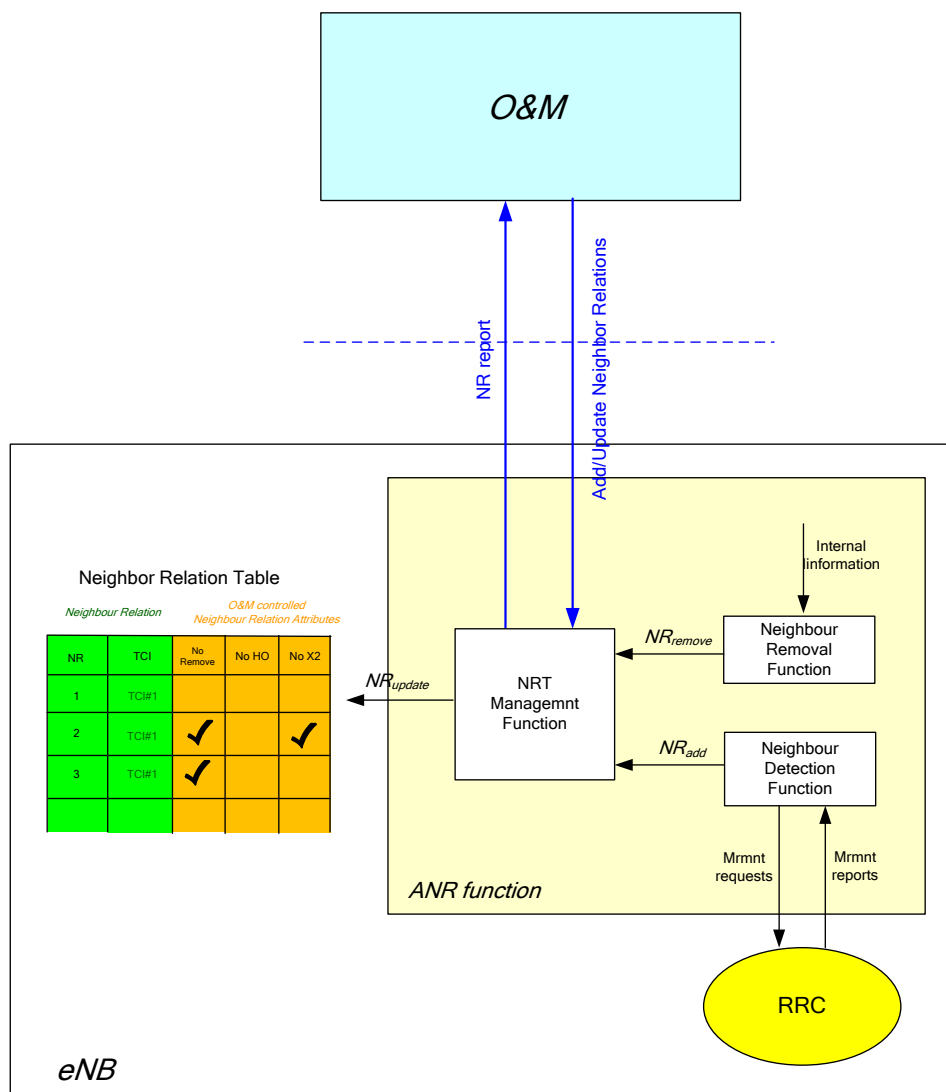 O&M
NR report
Add/Update Neighbor Relations
Neighbor Relation Table
Neighbour Relation
O&M controlled
Neighbour Relation Attributes
NR TCI No Remove No HO No X2
1 TCI#1
2 TCI#1 ✓ ✓
3 TCI#1 ✓
NRupdate
NRT
Managemnt
Function
NRremove
NRadd
Internal
Iinformation
Neighbour
Removal
Function
Neighbour
Detection
Function
Mrmnt
requests
Mrmnt
reports
ANR function
RRC
eNB